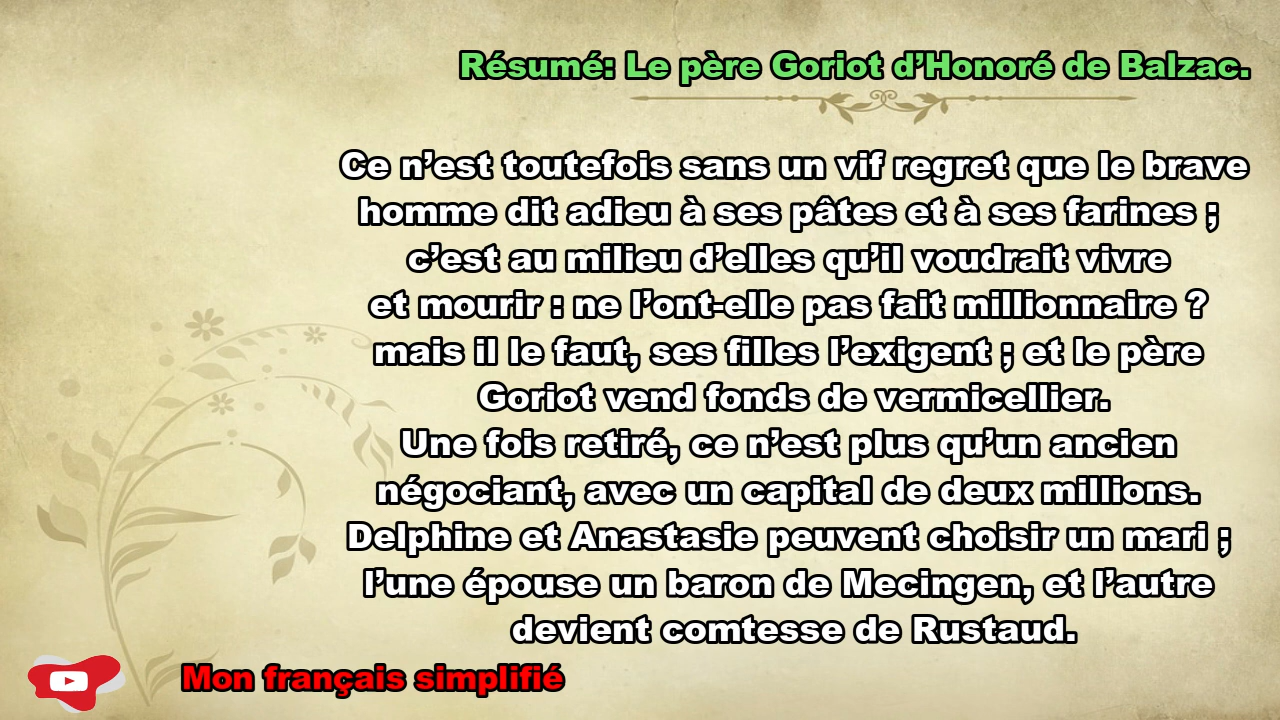 Résumé: Le père Goriot d’Honoré de Balzac.
Ce n’est toutefois sans un vif regret que le brave
homme dit adieu à ses pâtes et à ses farines ;
c’est au milieu d’elles qu’il voudrait vivre
et mourir : ne l’ont-elle pas fait millionnaire ?
mais il le faut, ses filles l’exigent ; et le père
Goriot vend fonds de vermicellier.
Une fois retiré, ce n’est plus qu’un ancien
négociant, avec un capital de deux millions.
Delphine et Anastasie peuvent choisir un mari ;
l’une épouse un baron de Mecingen, et l’autre
devient comtesse de Rustaud.
Mon français simplifié